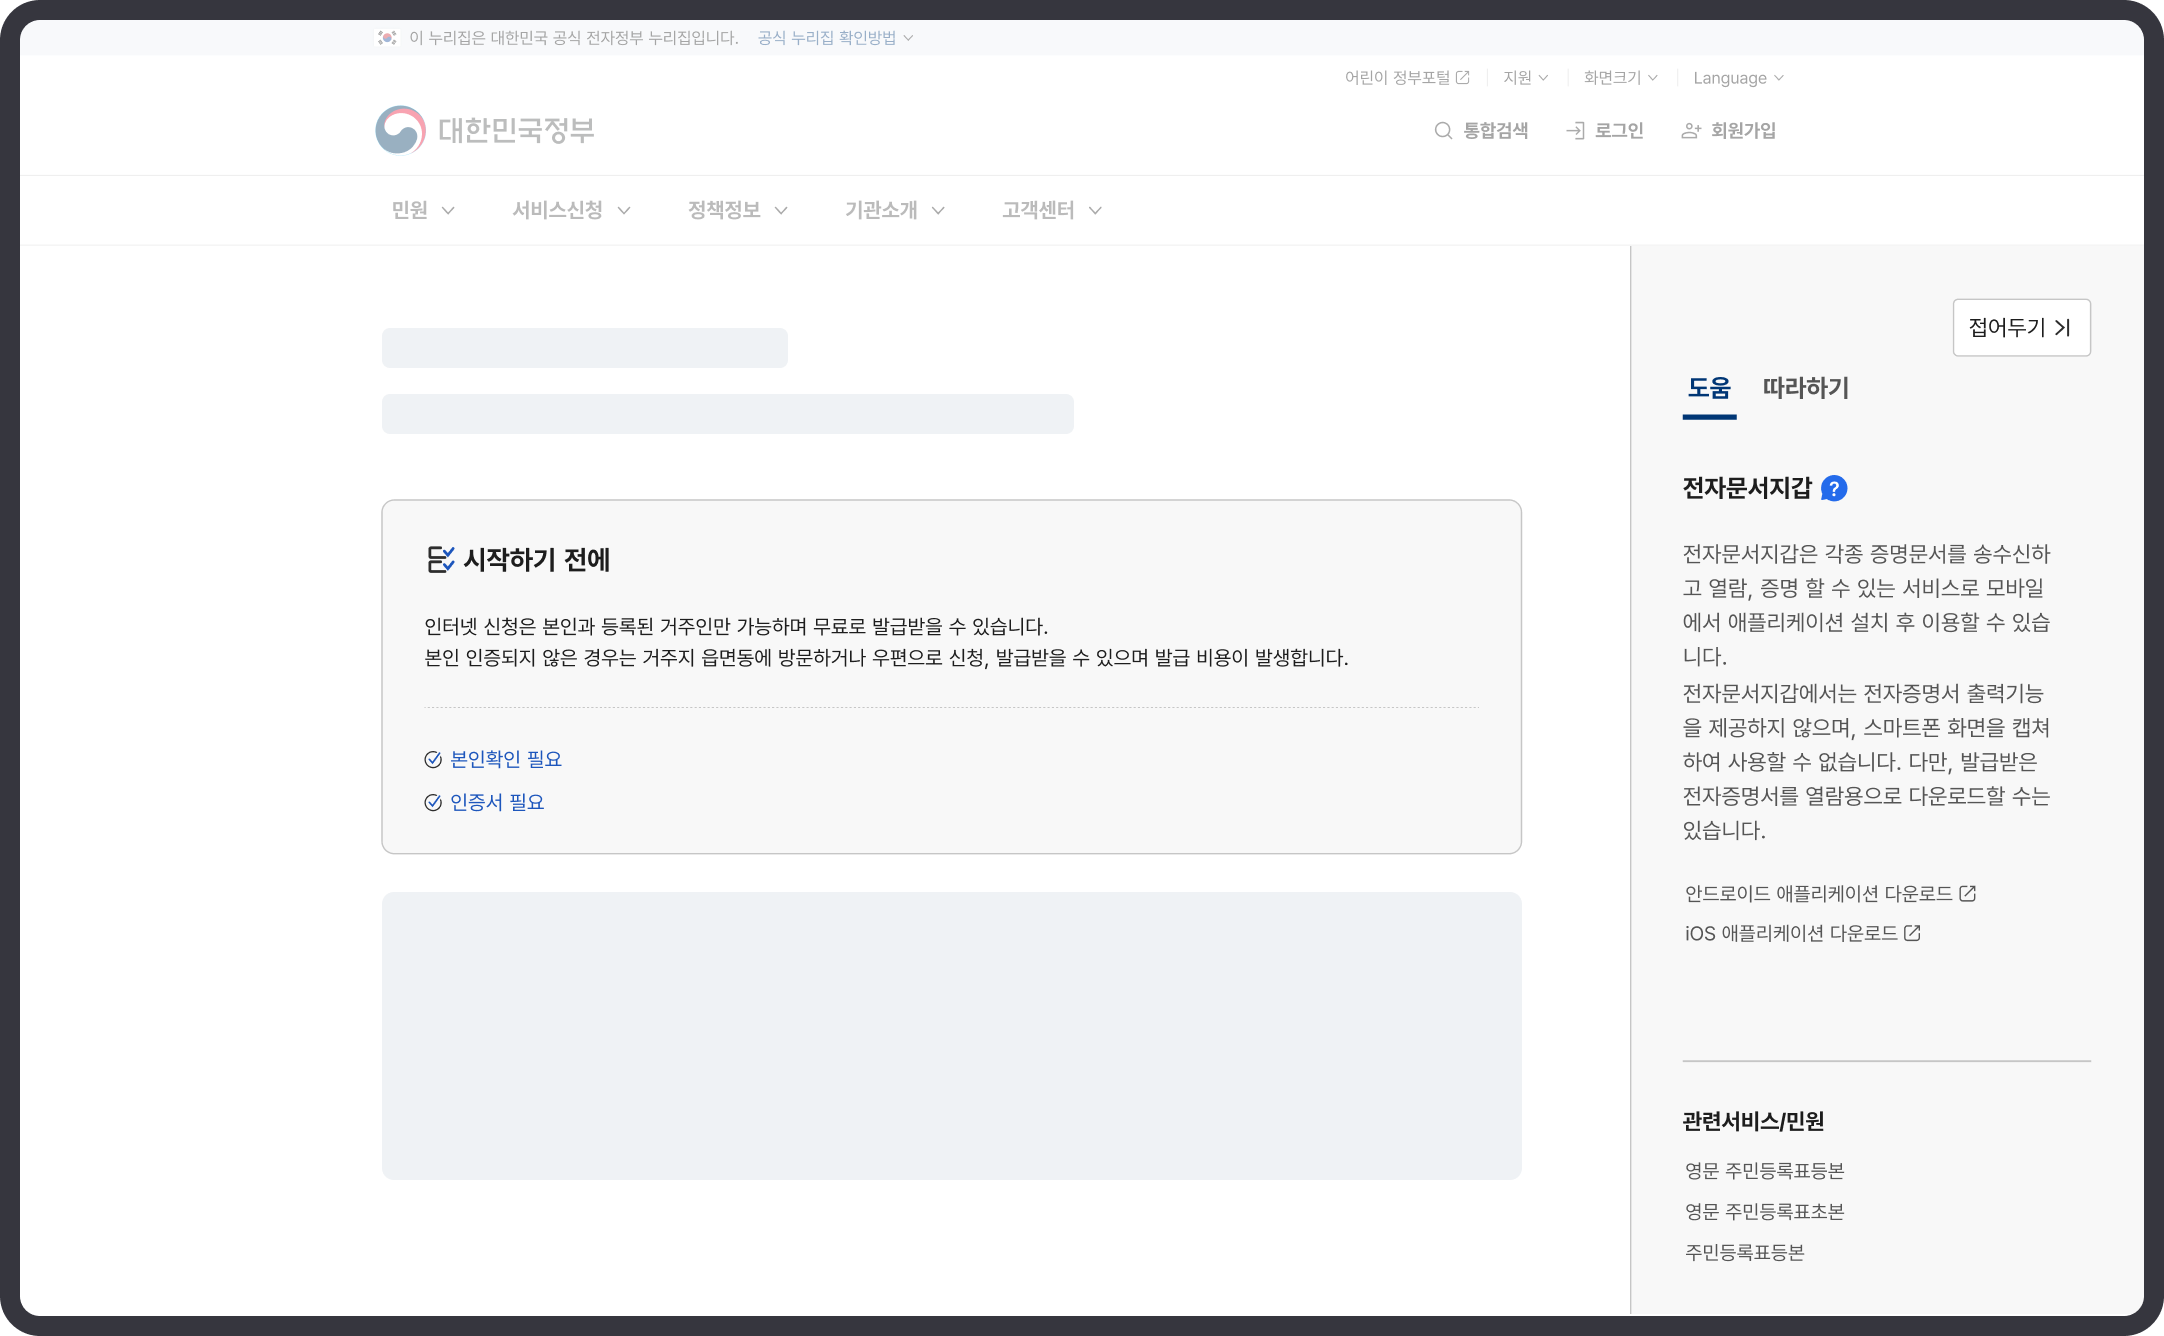 이 누리집은 대한민국 공식 전자정부 누리집입니다. 공식 누리집 확인방법
어린이 정부포털 지원 화면크기 Language
대한민국정부
통합검색 로그인 회원가입
민원 서비스신청 정책정보 기관소개 고객센터
시작하기 전에
인터넷 신청은 본인과 등록된 거주인만 가능하며 무료로 발급받을 수 있습니다.
본인 인증되지 않은 경우는 거주지 읍면동에 방문하거나 우편으로 신청, 발급받을 수 있으며 발급 비용이 발생합니다.
본인확인 필요
인증서 필요
접어두기
도움 따라하기
전자문서지갑 ?
전자문서지갑은 각종 증명문서를 송수신하
고 열람, 증명 할 수 있는 서비스로 모바일
에서 애플리케이션 설치 후 이용할 수 있습
니다.
전자문서지갑에서는 전자증명서 출력기능
을 제공하지 않으며, 스마트폰 화면을 캡쳐
하여 사용할 수 없습니다. 다만, 발급받은
전자증명서를 열람용으로 다운로드할 수는
있습니다.
안드로이드 애플리케이션 다운로드
iOS 애플리케이션 다운로드
관련서비스/민원
영문 주민등록표등본
영문 주민등록표초본
주민등록표등본